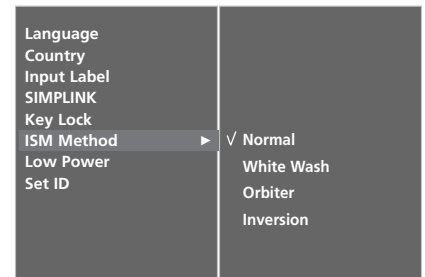 Language
Country
Input Label
SIMPLINK
Key Lock
ISM Method ► √ Normal
Low Power
White Wash
Set ID
Orbiter
Inversion